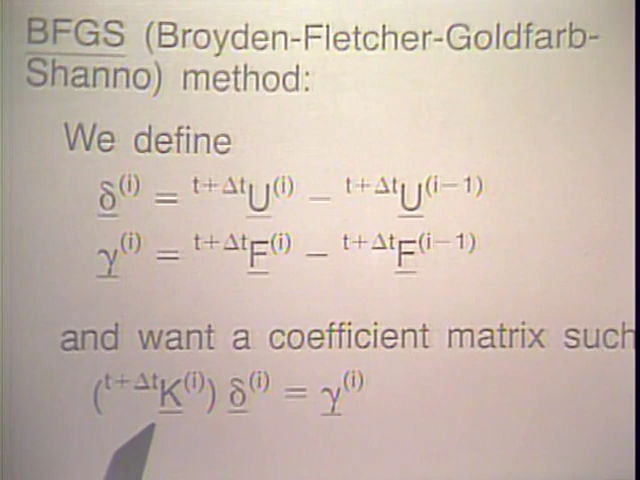 BFGS (Broyden-Fletcher-Goldfarb-
Shanno) method:
We define
δ⁽ⁱ⁾ = ᵗ⁺ᐞᵗU⁽ⁱ⁾ − ᵗ⁺ᐞᵗU⁽ⁱ⁻¹⁾
γ⁽ⁱ⁾ = ᵗ⁺ᐞᵗF⁽ⁱ⁾ − ᵗ⁺ᐞᵗF⁽ⁱ⁻¹⁾
and want a coefficient matrix such
(ᵗ⁺ᐞᵗK⁽ⁱ⁾) δ⁽ⁱ⁾ = γ⁽ⁱ⁾